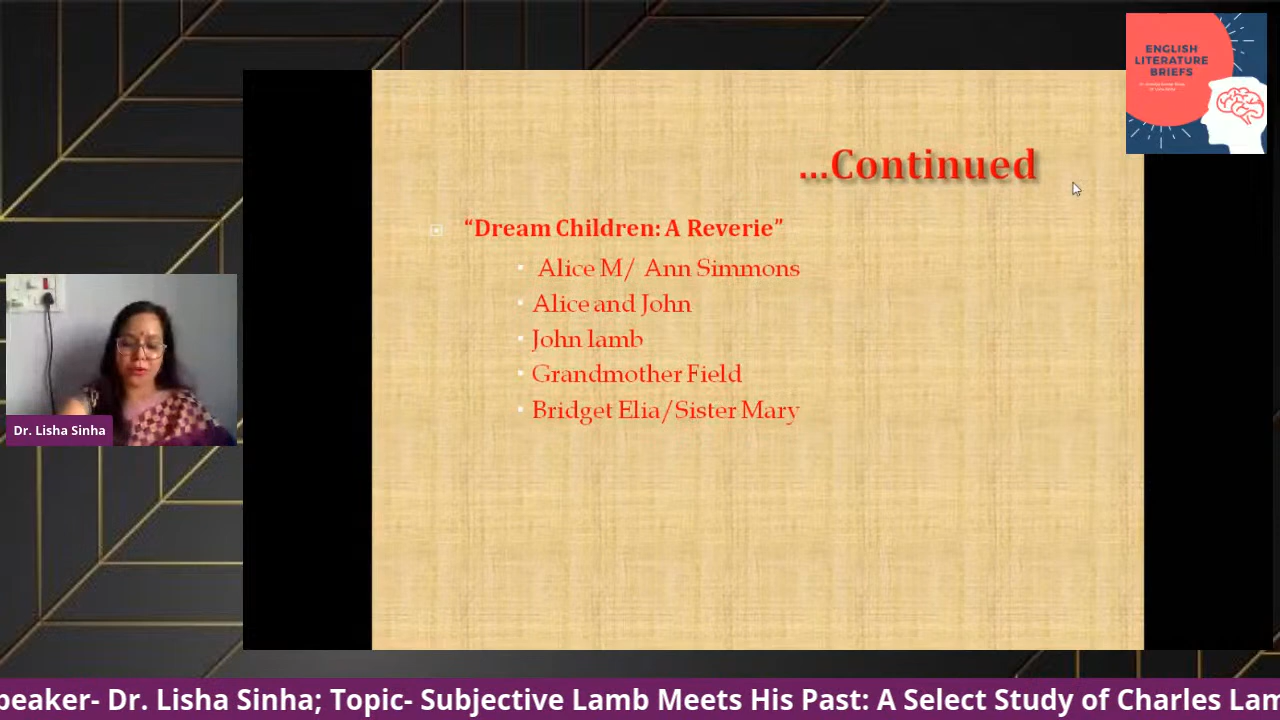 ENGLISH
LITERATURE
BRIEFS
...Continued
“Dream Children: A Reverie”
Alice M/ Ann Simmons
Alice and John
John lamb
Grandmother Field
Bridget Elia/Sister Mary
Dr. Lisha Sinha
peaker- Dr. Lisha Sinha; Topic- Subjective Lamb Meets His Past: A Select Study of Charles Lam